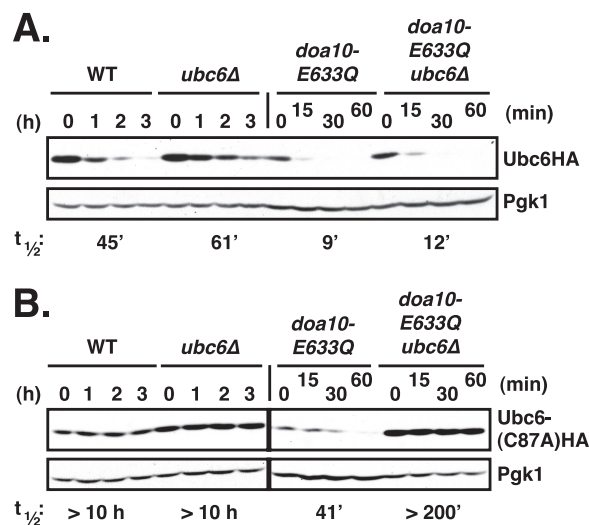 A.
WT ubc6Δ doa10-E633Q doa10-E633Q ubc6Δ
(h) 0 1 2 3 0 1 2 3 0 15 30 60 0 15 30 60 (min)
Ubc6HA
Pgk1
t½: 45’ 61’ 9’ 12’
B.
WT ubc6Δ doa10-E633Q doa10-E633Q ubc6Δ
(h) 0 1 2 3 0 1 2 3 0 15 30 60 0 15 30 60 (min)
Ubc6-
(C87A)HA
Pgk1
t½: > 10 h > 10 h 41’ > 200’